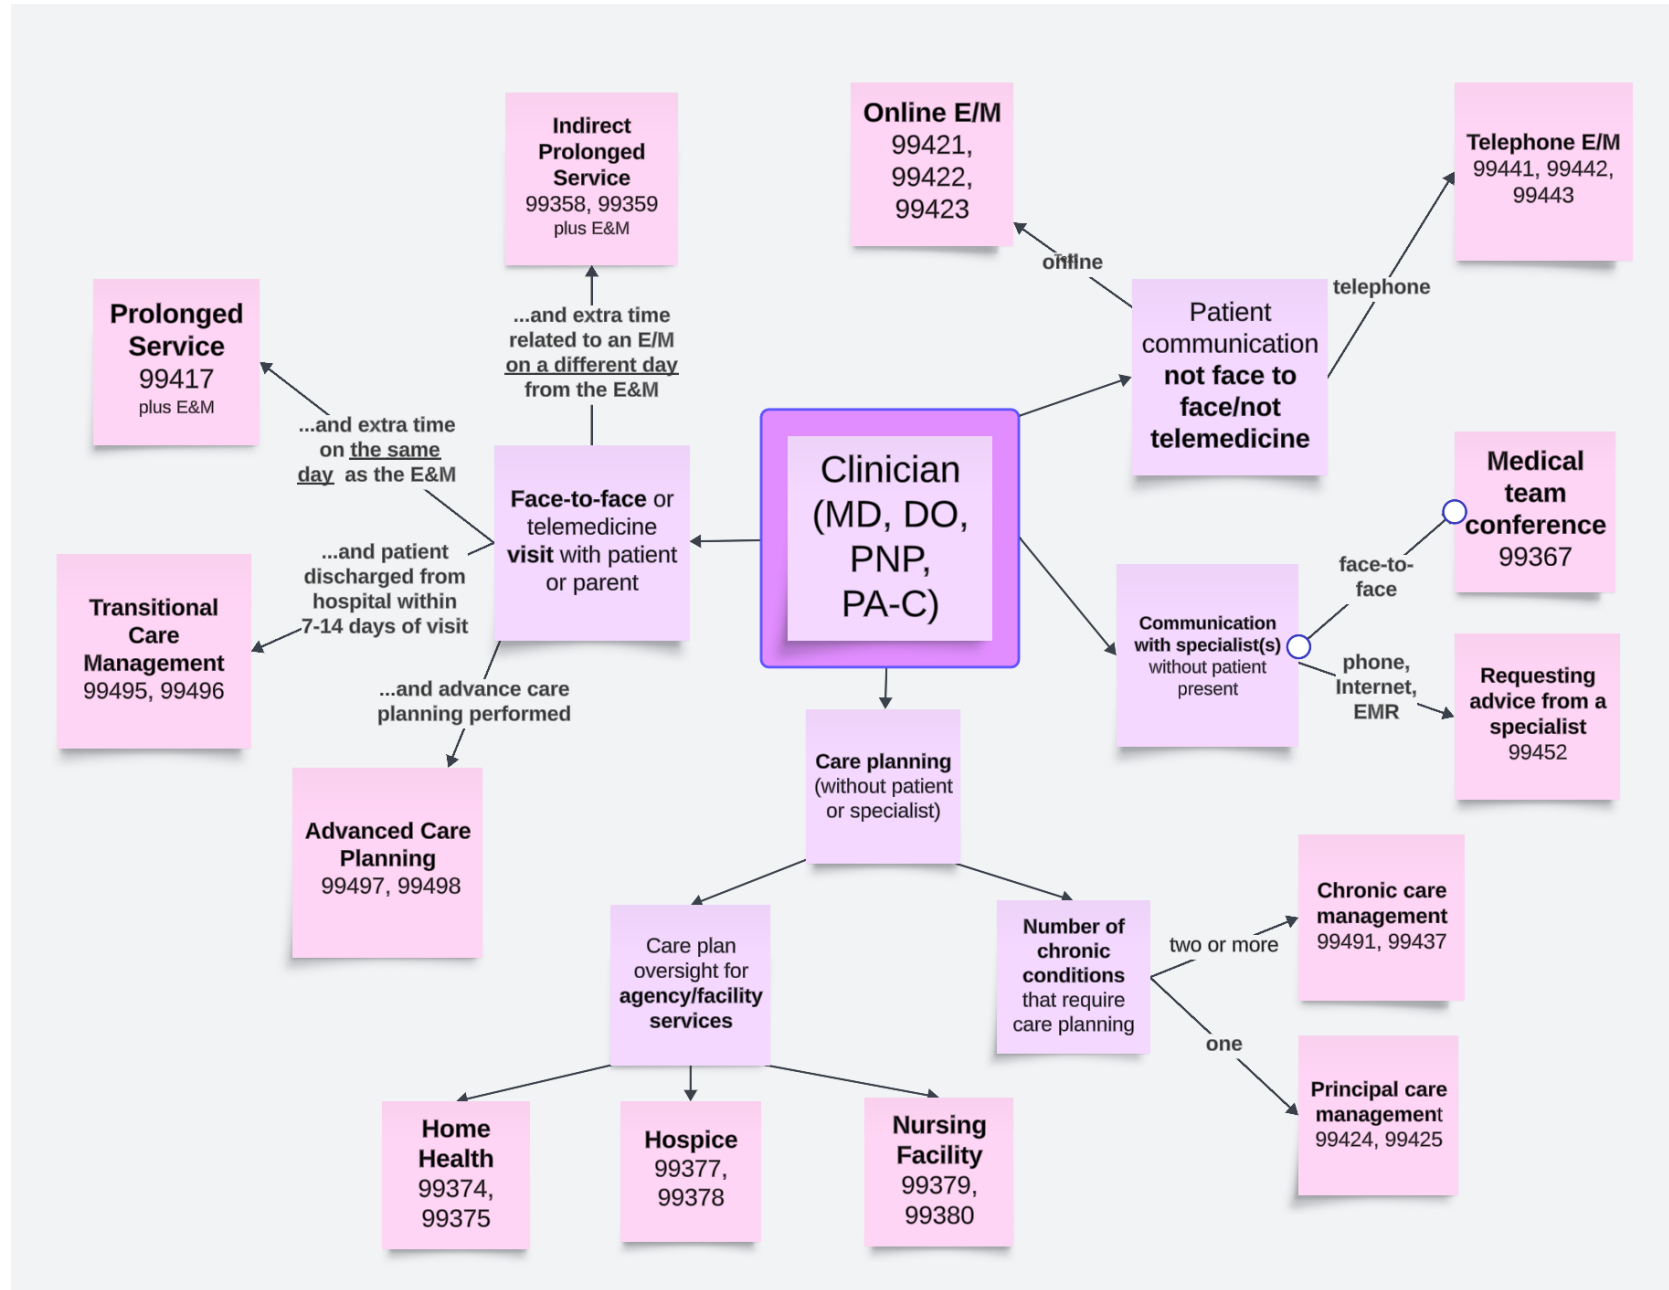 Indirect
Prolonged
Service
99358, 99359
plus E&M
Online E/M
99421,
99422,
99423
Telephone E/M
99441, 99442,
99443
online
telephone
Prolonged
Service
99417
plus E&M
...and extra time
related to an E/M
on a different day
from the E&M
Patient
communication
not face to
face/not
telemedicine
...and extra time
on the same
day as the E&M
Face-to-face or
telemedicine
visit with patient
or parent
Clinician
(MD, DO,
PNP,
PA-C)
Medical
team
conference
99367
face-to-
face
...and patient
discharged from
hospital within
7-14 days of visit
Transitional
Care
Management
99495, 99496
Communication
with specialist(s)
without patient
present
phone,
Internet,
EMR
Requesting
advice from a
specialist
99452
...and advance care
planning performed
Advanced Care
Planning
99497, 99498
Care planning
(without patient
or specialist)
Care plan
oversight for
agency/facility
services
Number of
chronic
conditions
that require
care planning
two or more
Chronic care
management
99491, 99437
one
Principal care
management
99424, 99425
Home
Health
99374,
99375
Hospice
99377,
99378
Nursing
Facility
99379,
99380